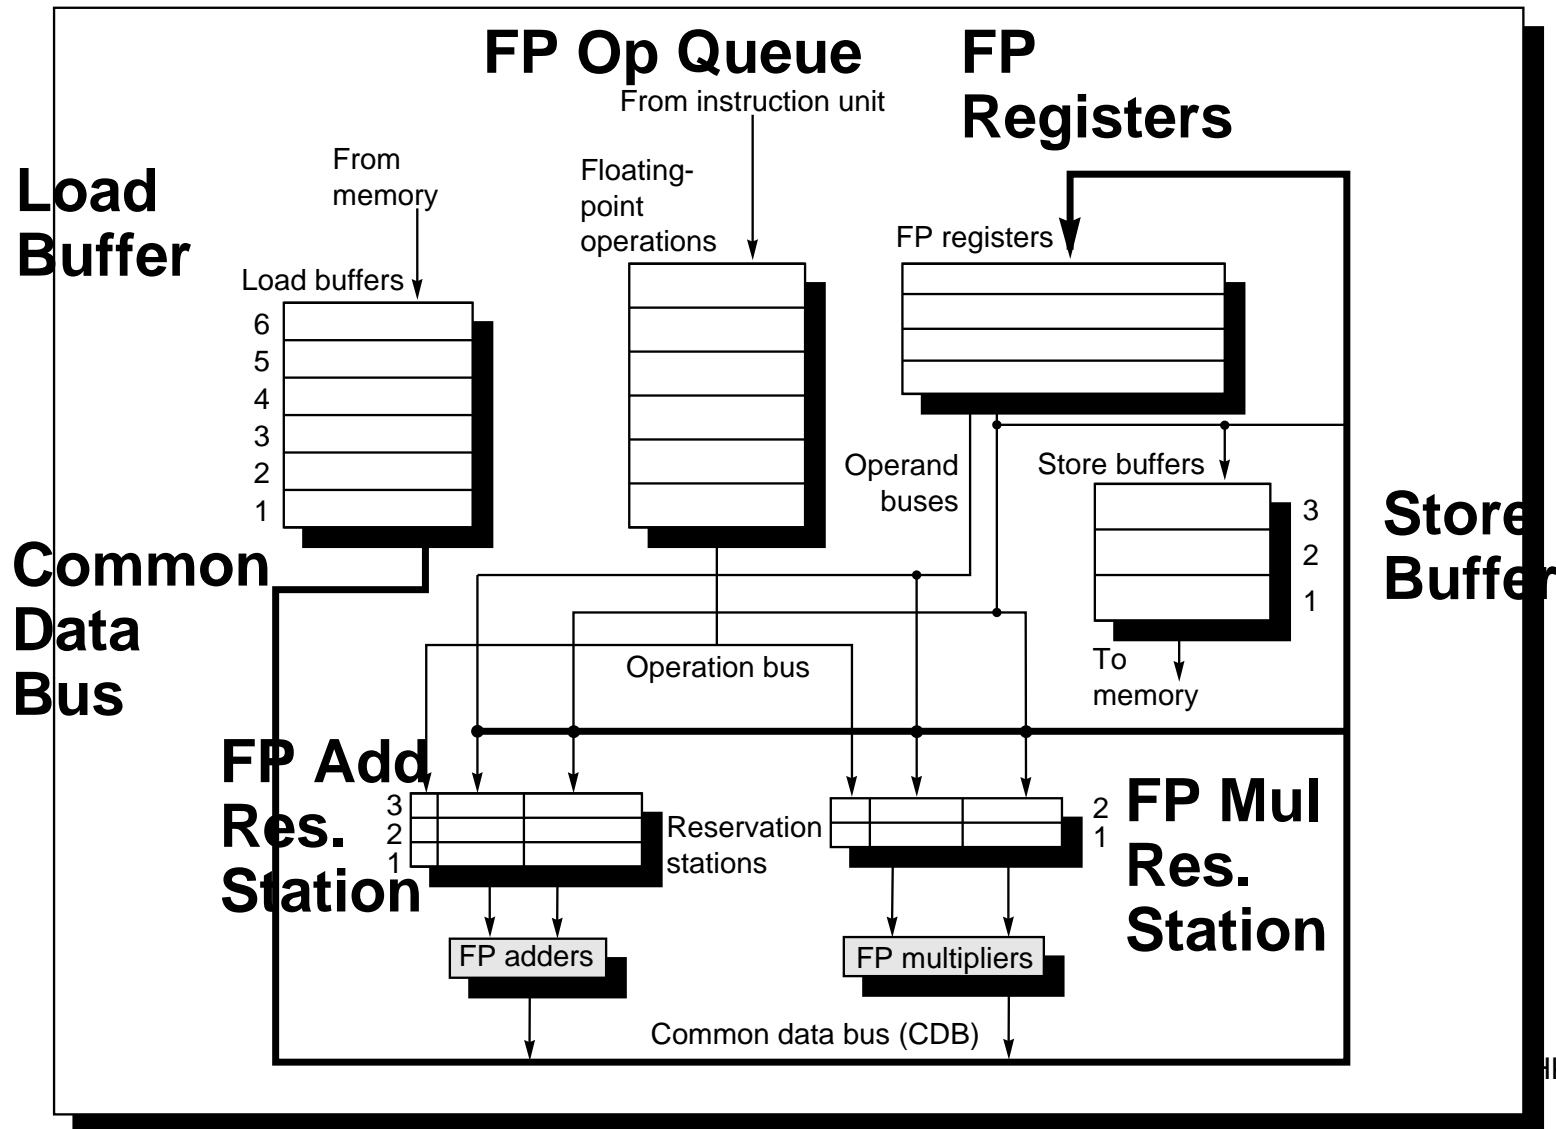 FP Op Queue
From instruction unit
FP
Registers
Load
Buffer
From
memory
Floating-
point
operations
FP registers
Load buffers
6
5
4
3
2
1
Operand
buses
Store buffers
3
2
1
Store
Buffer
Common
Data
Bus
To
memory
Operation bus
FP Add
Res.
Station
3
2
1
Reservation
stations
2
1
FP Mul
Res.
Station
FP adders
FP multipliers
Common data bus (CDB)